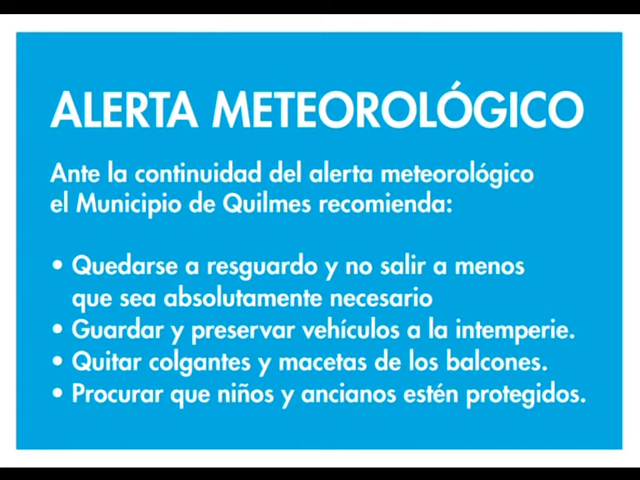 ALERTA METEOROLÓGICO
Ante la continuidad del alerta meteorológico
el Municipio de Quilmes recomienda:
• Quedarse a resguardo y no salir a menos
que sea absolutamente necesario
• Guardar y preservar vehículos a la intemperie.
• Quitar colgantes y macetas de los balcones.
• Procurar que niños y ancianos estén protegidos.